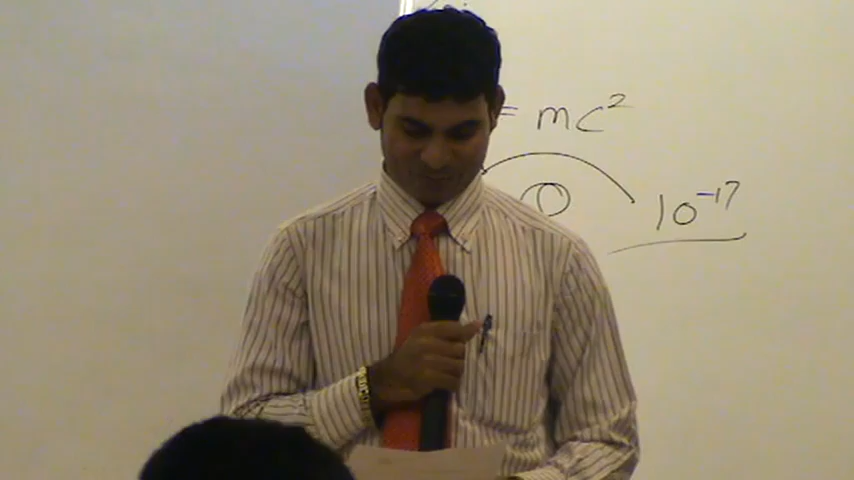 = mc²
10⁻¹⁷